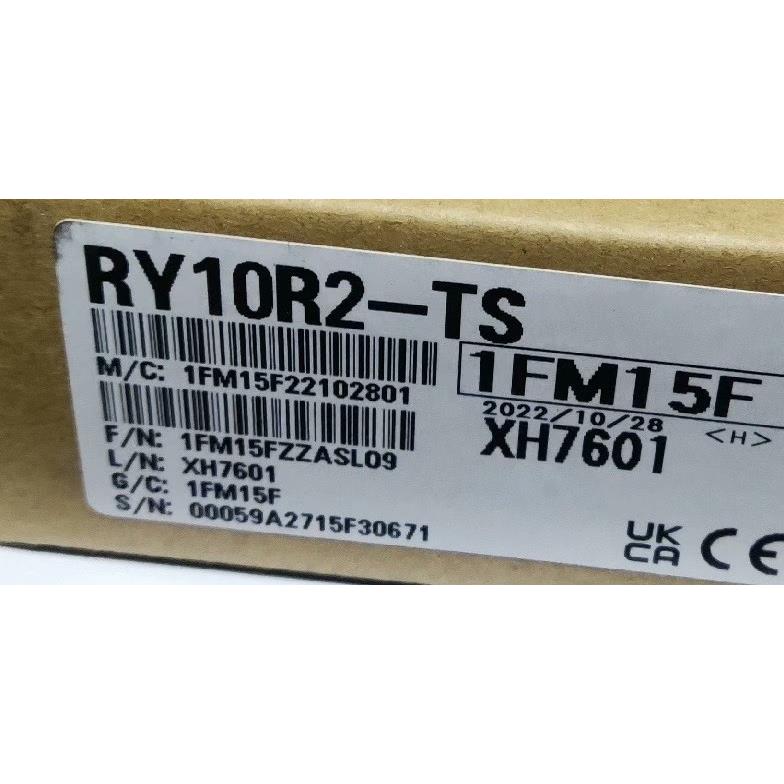 RY10R2-TS
M/C: 1FM15F22102801
F/N: 1FM15FZZASL09
L/N: XH7601
G/C: 1FM15F
S/N: 00059A2715F30671
1FM15F
2022/10/28
XH7601 <H>
UK
CA CE